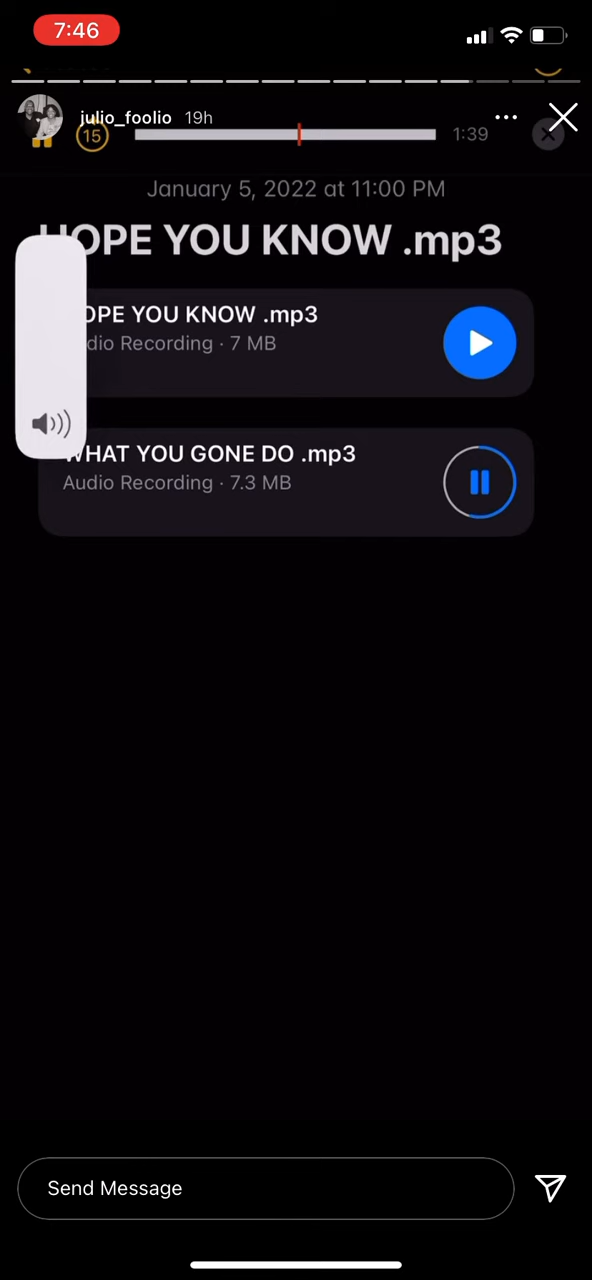 7:46
julio_foolio 19h
15
1:39
January 5, 2022 at 11:00 PM
HOPE YOU KNOW .mp3
OPE YOU KNOW .mp3
dio Recording · 7 MB
WHAT YOU GONE DO .mp3
Audio Recording · 7.3 MB
Send Message